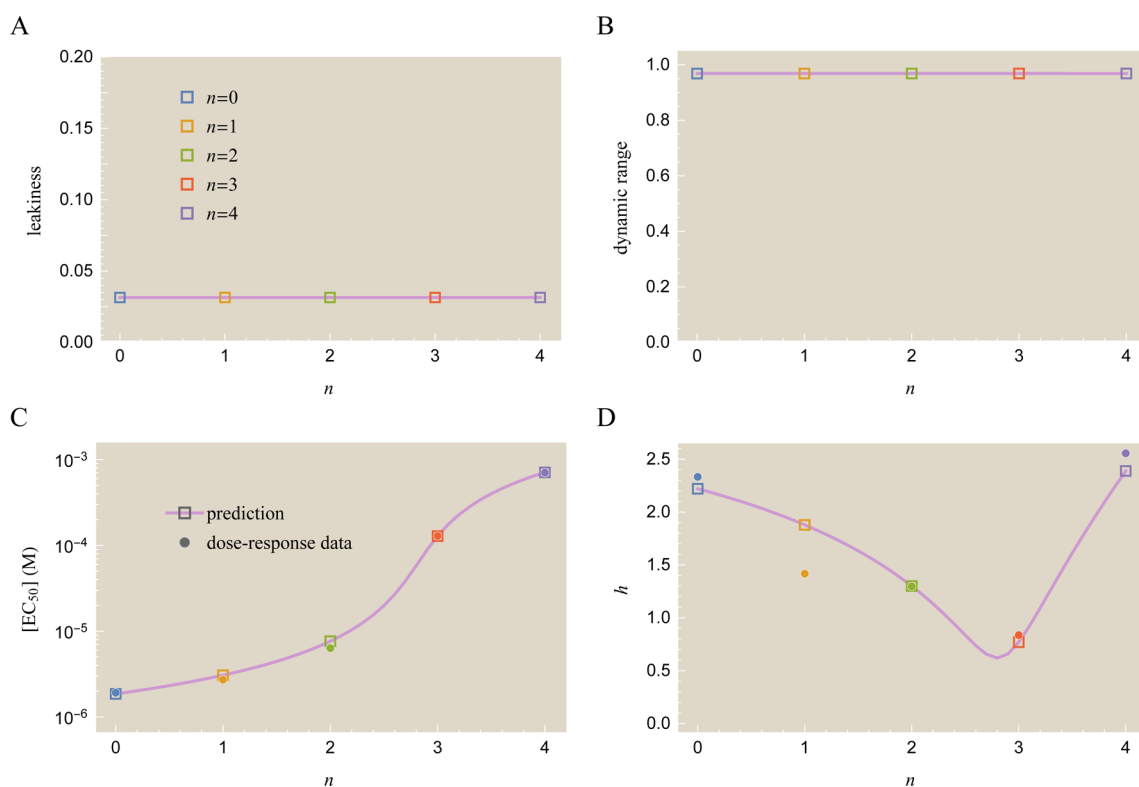 A
leakiness
0.20
0.15
0.10
0.05
0.00
n=0
n=1
n=2
n=3
n=4
0 1 2 3 4
n
B
dynamic range
1.0
0.8
0.6
0.4
0.2
0.0
0 1 2 3 4
n
C
[EC₅₀] (M)
10⁻³
10⁻⁴
10⁻⁵
10⁻⁶
prediction
dose-response data
0 1 2 3 4
n
D
h
2.5
2.0
1.5
1.0
0.5
0.0
0 1 2 3 4
n